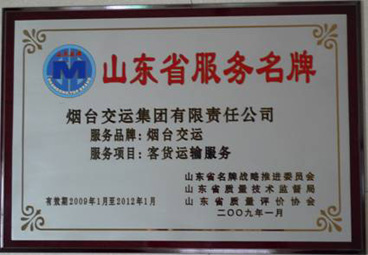 山东省服务名牌
烟台交运集团有限责任公司
服务品牌：烟台交运
服务项目：客货运输服务
山东省名牌战略推进委员会
山东省质量技术监督局
有效期2009年1月至2012年1月
山东省质量评价协会
二〇〇九年一月